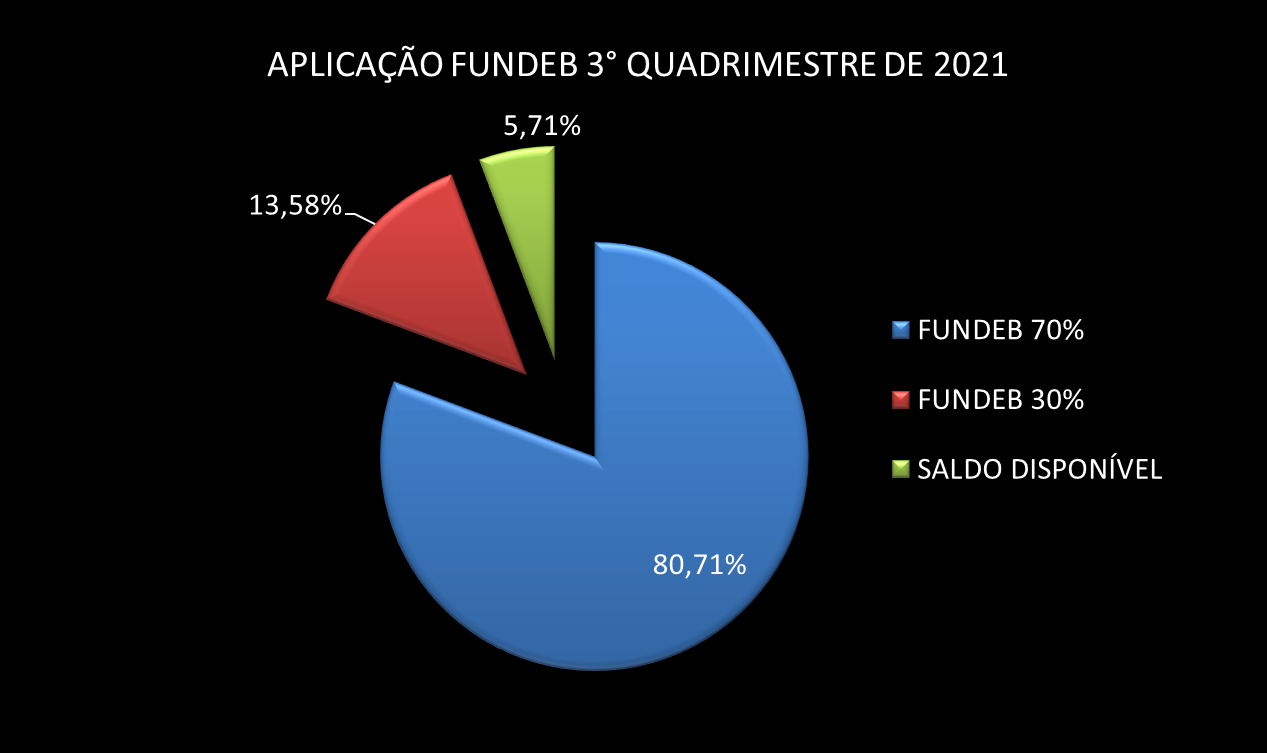 APLICAÇÃO FUNDEB 3° QUADRIMESTRE DE 2021
5,71%
13,58%
80,71%
FUNDEB 70%
FUNDEB 30%
SALDO DISPONÍVEL